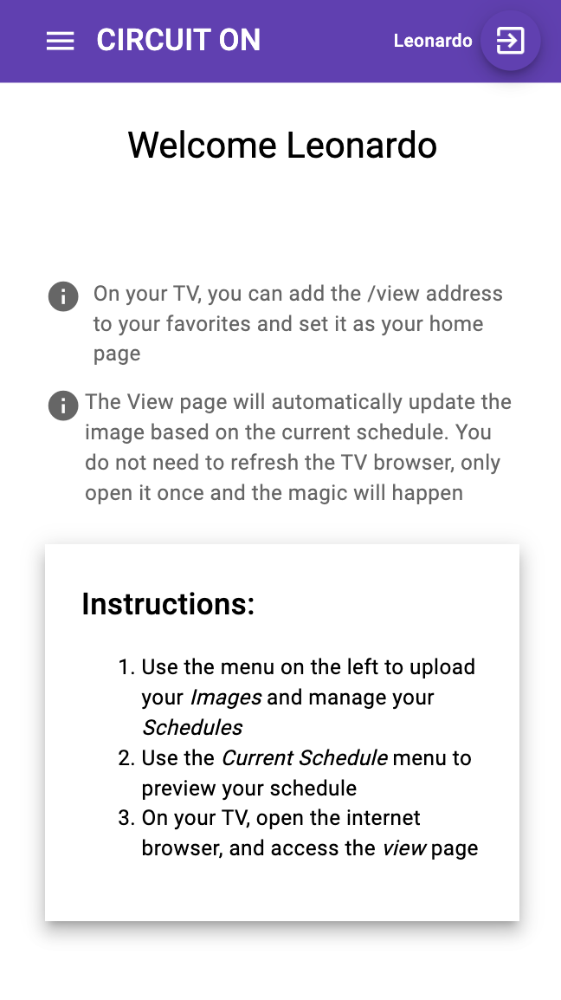 CIRCUIT ON
Leonardo
Welcome Leonardo
On your TV, you can add the /view address
to your favorites and set it as your home
page
The View page will automatically update the
image based on the current schedule. You
do not need to refresh the TV browser, only
open it once and the magic will happen
Instructions:
1. Use the menu on the left to upload
your Images and manage your
Schedules
2. Use the Current Schedule menu to
preview your schedule
3. On your TV, open the internet
browser, and access the view page